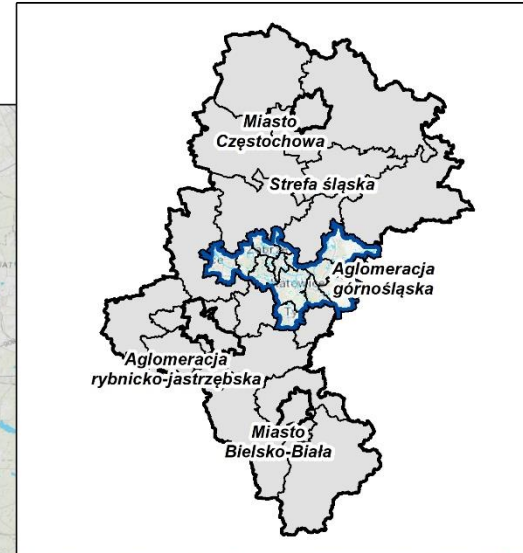 Miasto
Częstochowa
Strefa śląska
Aglomeracja
górnośląska
Aglomeracja
rybnicko-jastrzębska
Miasto
Bielsko-Biała